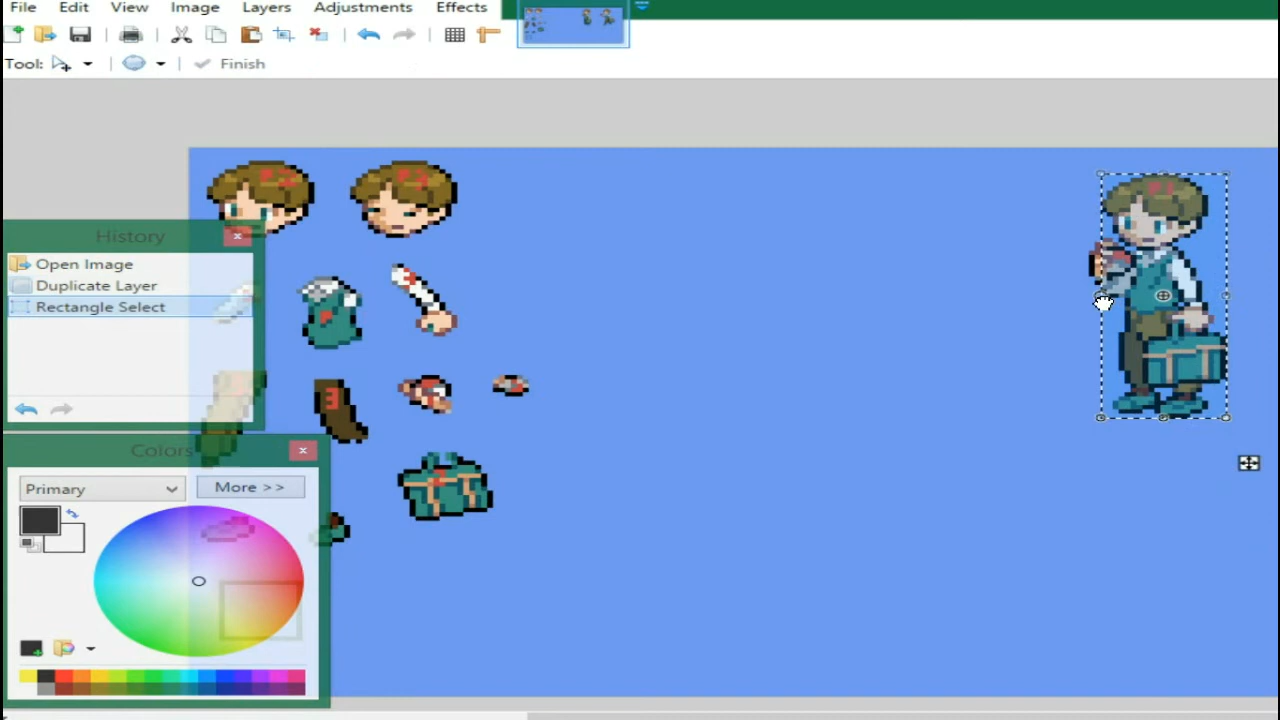 File Edit View Image Layers Adjustments Effects
Tool: Finish
History
Open Image
Duplicate Layer
Rectangle Select
Colors
Primary More >>